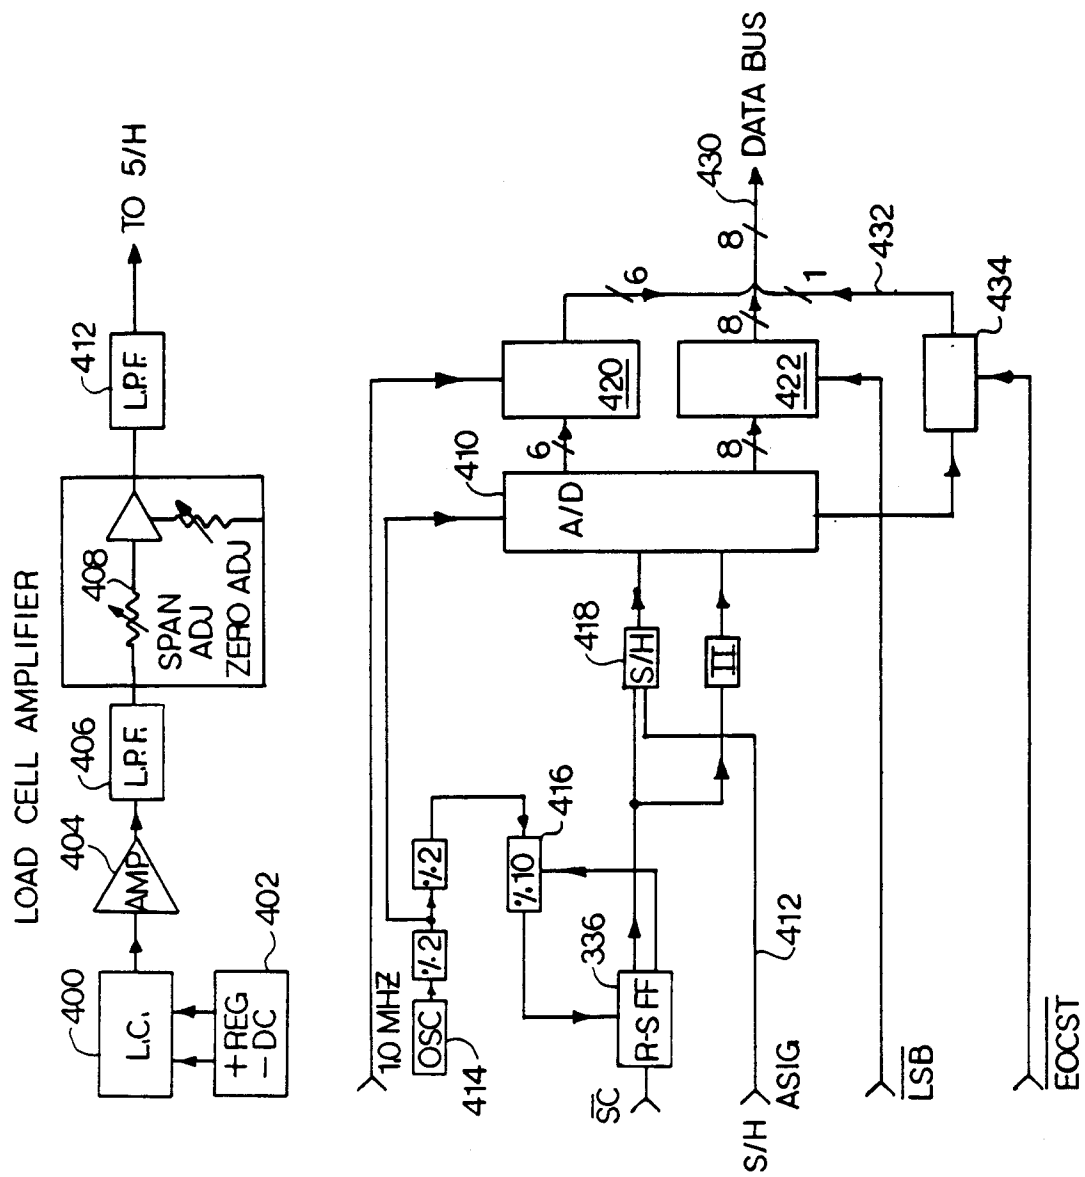 LOAD CELL AMPLIFIER
400
L.C.
+REG
-DC
402
404
AMP
406
L.P.F.
408
SPAN
ADJ
ZERO ADJ
412
L.P.F.
TO 5/H
1.0 MHZ
OSC
414
%2
%2
%10
416
336
R-S FF
SC
S/H
ASIG
412
418
S/H
II
410
A/D
6
8
420
422
6
8
1
8
430
DATA BUS
432
434
LSB
EOCST